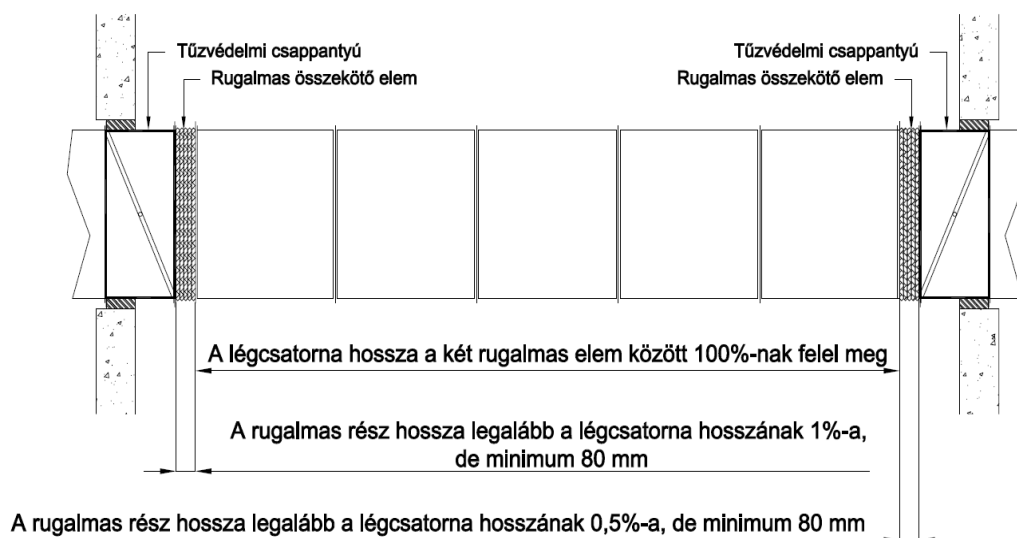 Tűzvédelmi csappantyú
Rugalmas összekötő elem
Tűzvédelmi csappantyú
Rugalmas összekötő elem
A légcsatorna hossza a két rugalmas elem között 100%-nak felel meg
A rugalmas rész hossza legalább a légcsatorna hosszának 1%-a,
de minimum 80 mm
A rugalmas rész hossza legalább a légcsatorna hosszának 0,5%-a, de minimum 80 mm